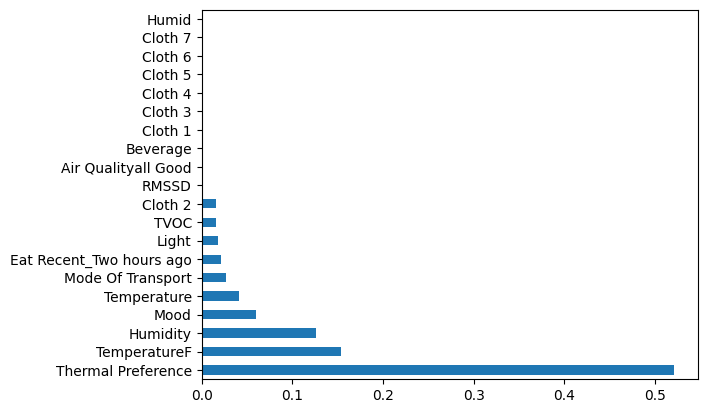 Humid
Cloth 7
Cloth 6
Cloth 5
Cloth 4
Cloth 3
Cloth 1
Beverage
Air Qualityall Good
RMSSD
Cloth 2
TVOC
Light
Eat Recent_Two hours ago
Mode Of Transport
Temperature
Mood
Humidity
TemperatureF
Thermal Preference
0.0 0.1 0.2 0.3 0.4 0.5